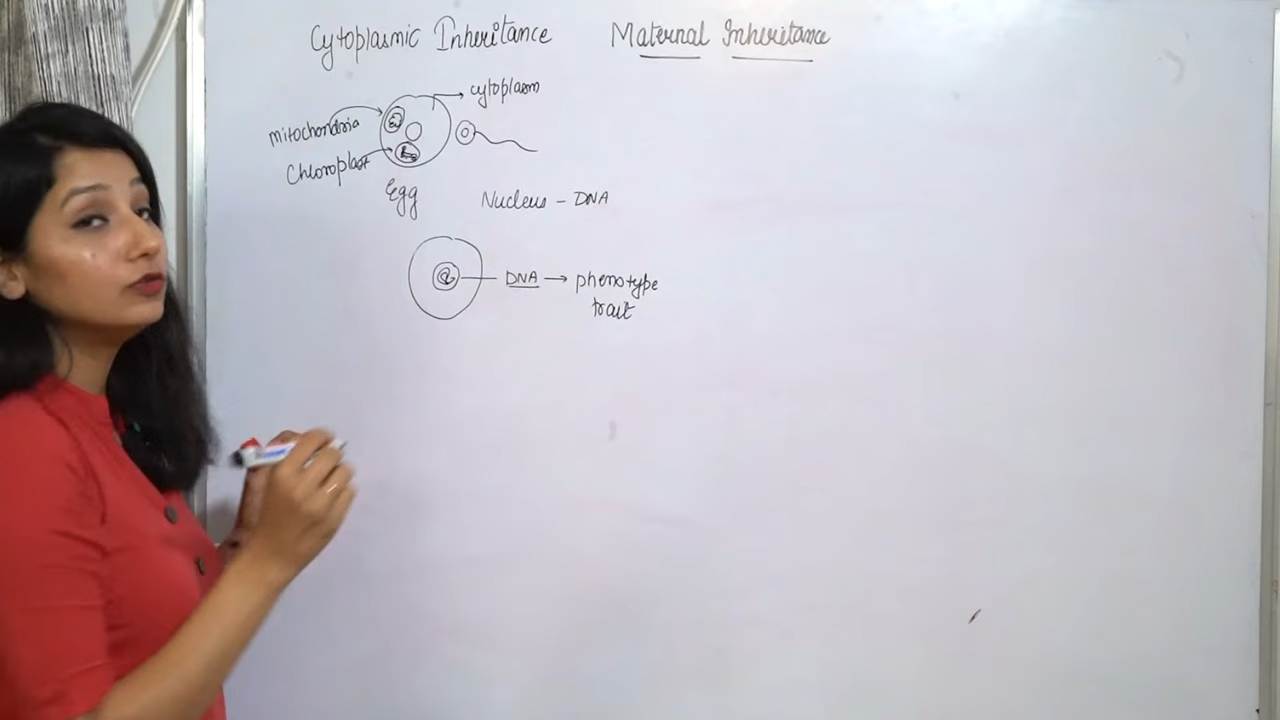 Cytoplasmic Inheritance Maternal Inheritance
cytoplasm
Mitochondria
Chloroplast
Egg
Nucleus - DNA
DNA → phenotype
trait